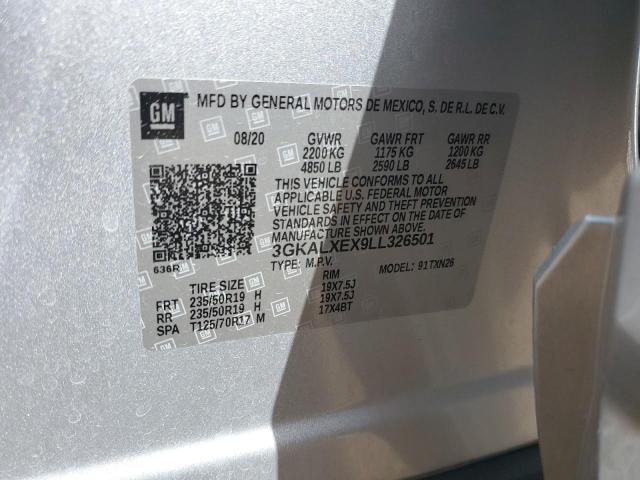 GM MFD BY GENERAL MOTORS DE MEXICO, S. DE R.L. DE C.V.
08/20 GVWR GAWR FRT GAWR RR
2200 KG 1175 KG 1200 KG
4850 LB 2590 LB 2645 LB
THIS VEHICLE CONFORMS TO ALL
APPLICABLE U.S. FEDERAL MOTOR
VEHICLE SAFETY AND THEFT PREVENTION
STANDARDS IN EFFECT ON THE DATE OF
MANUFACTURE SHOWN ABOVE.
3GKALXEX9LL326501
636R TYPE: M.P.V. MODEL: 91TXN26
TIRE SIZE RIM
FRT 235/50R19 H 19X7.5J
RR 235/50R19 H 19X7.5J
SPA T125/70R17 M 17X4BT